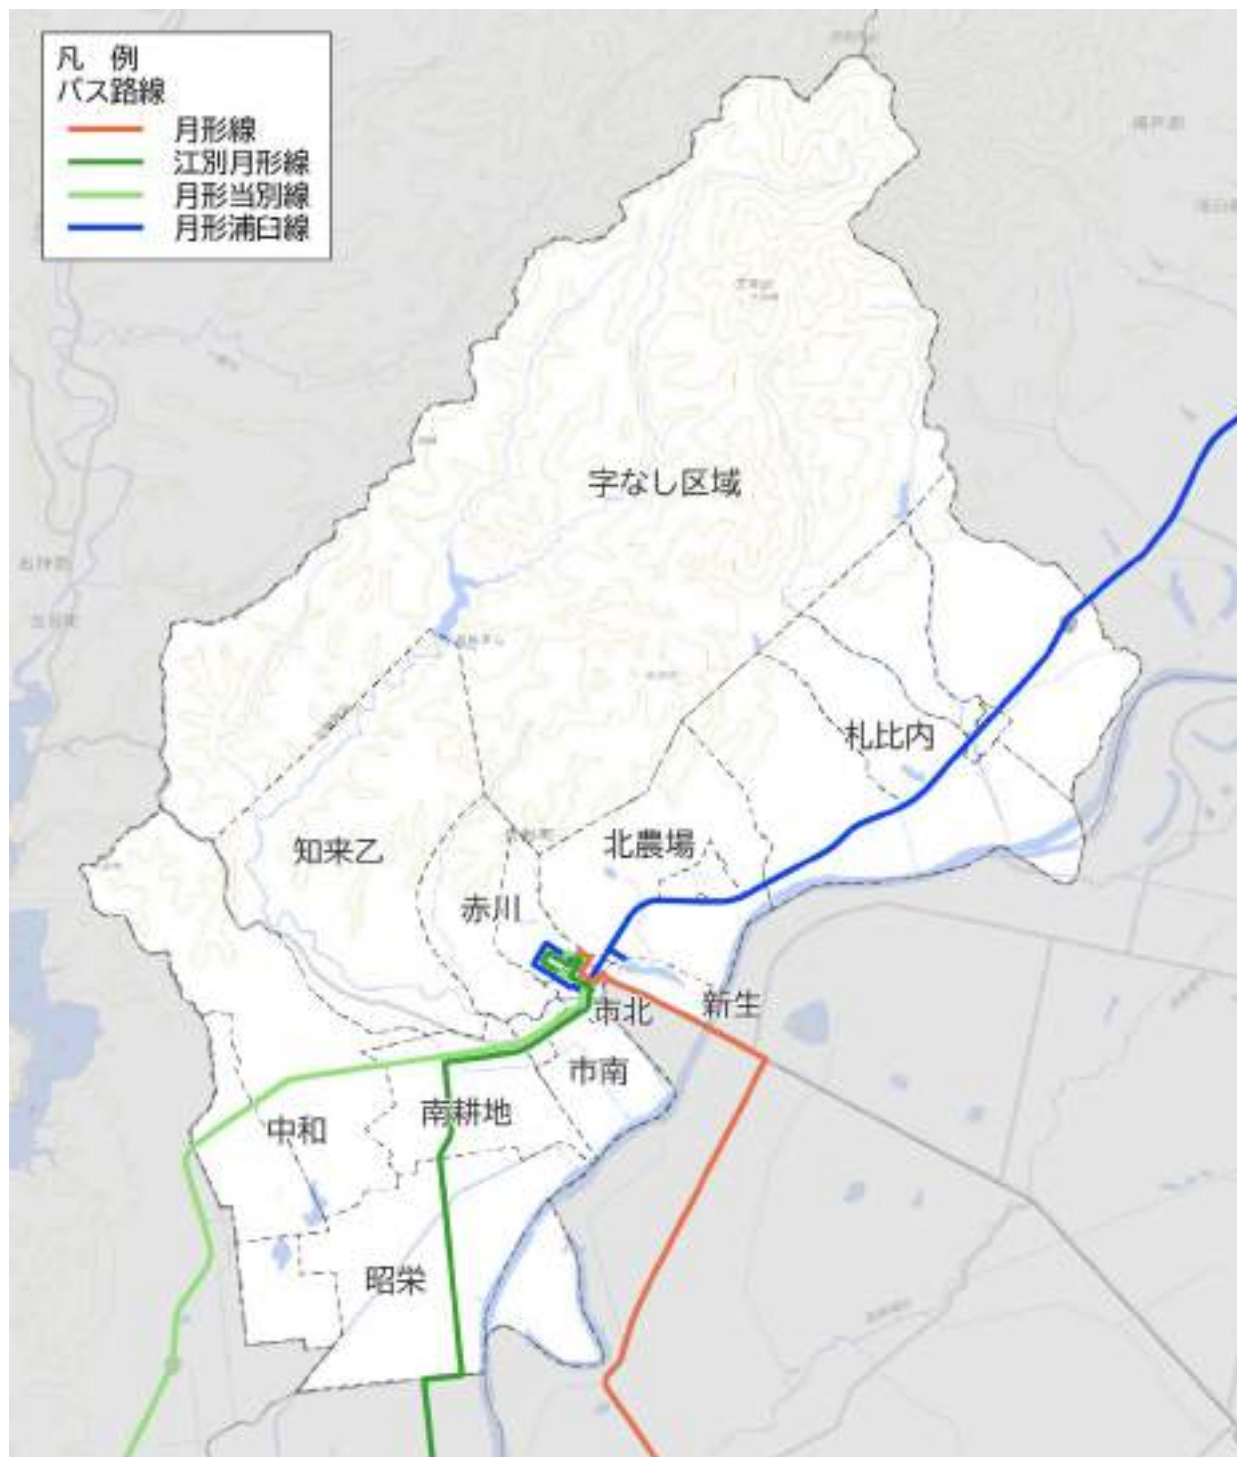 凡 例
バス路線
月形線
江別月形線
月形当別線
月形浦臼線
字なし区域
札比内
知来乙
北農場
赤川
市北
新生
市南
南耕地
中和
昭栄